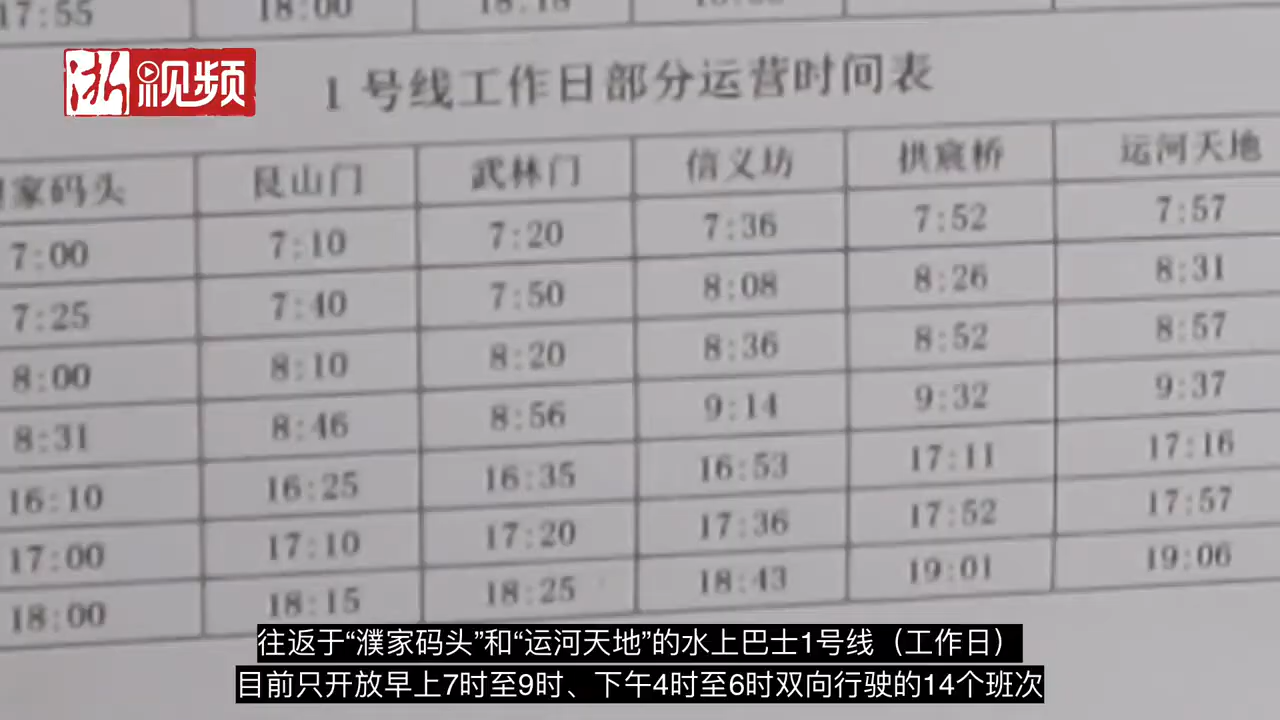 17:55 18:00 18:18
浙视频
1号线工作日部分运营时间表
家码头 艮山门 武林门 信义坊 拱宸桥 运河天地
7:00 7:10 7:20 7:36 7:52 7:57
7:25 7:40 7:50 8:08 8:26 8:31
8:00 8:10 8:20 8:36 8:52 8:57
8:31 8:46 8:56 9:14 9:32 9:37
16:10 16:25 16:35 16:53 17:11 17:16
17:00 17:10 17:20 17:36 17:52 17:57
18:00 18:15 18:25 18:43 19:01 19:06
往返于“濮家码头”和“运河天地”的水上巴士1号线（工作日）
目前只开放早上7时至9时、下午4时至6时双向行驶的14个班次